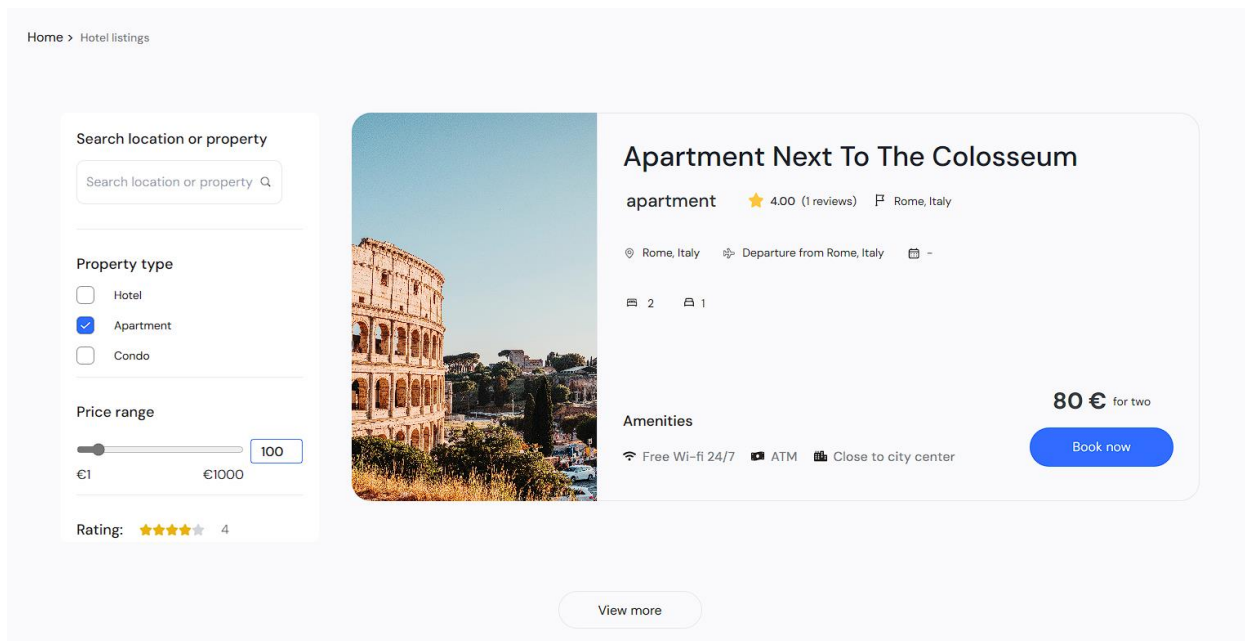 Home > Hotel listings
Search location or property
Search location or property
Property type
Hotel
Apartment
Condo
Price range
100
€1 €1000
Rating: 4
Apartment Next To The Colosseum
apartment 4.00 (1 reviews) Rome, Italy
Rome, Italy Departure from Rome, Italy -
2 1
80 € for two
Amenities
Book now
Free Wi-fi 24/7 ATM Close to city center
View more